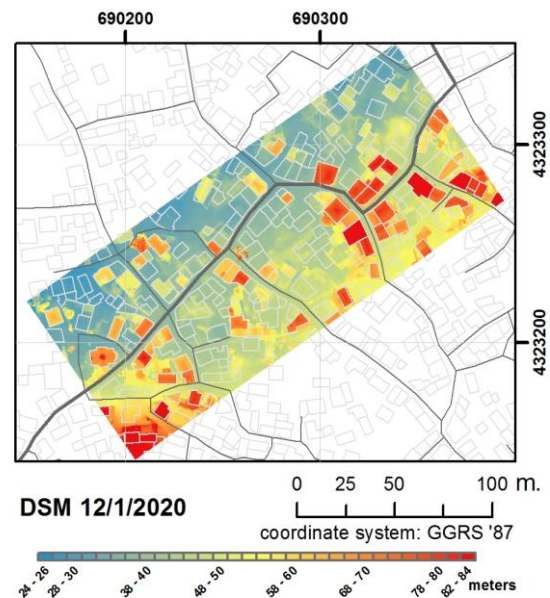 690200 690300
4323300
4323200
DSM 12/1/2020
0 25 50 100 m.
coordinate system: GGRS '87
24 - 26 28 - 30 38 - 40 48 - 50 58 - 60 68 - 70 78 - 80 82 - 84 meters